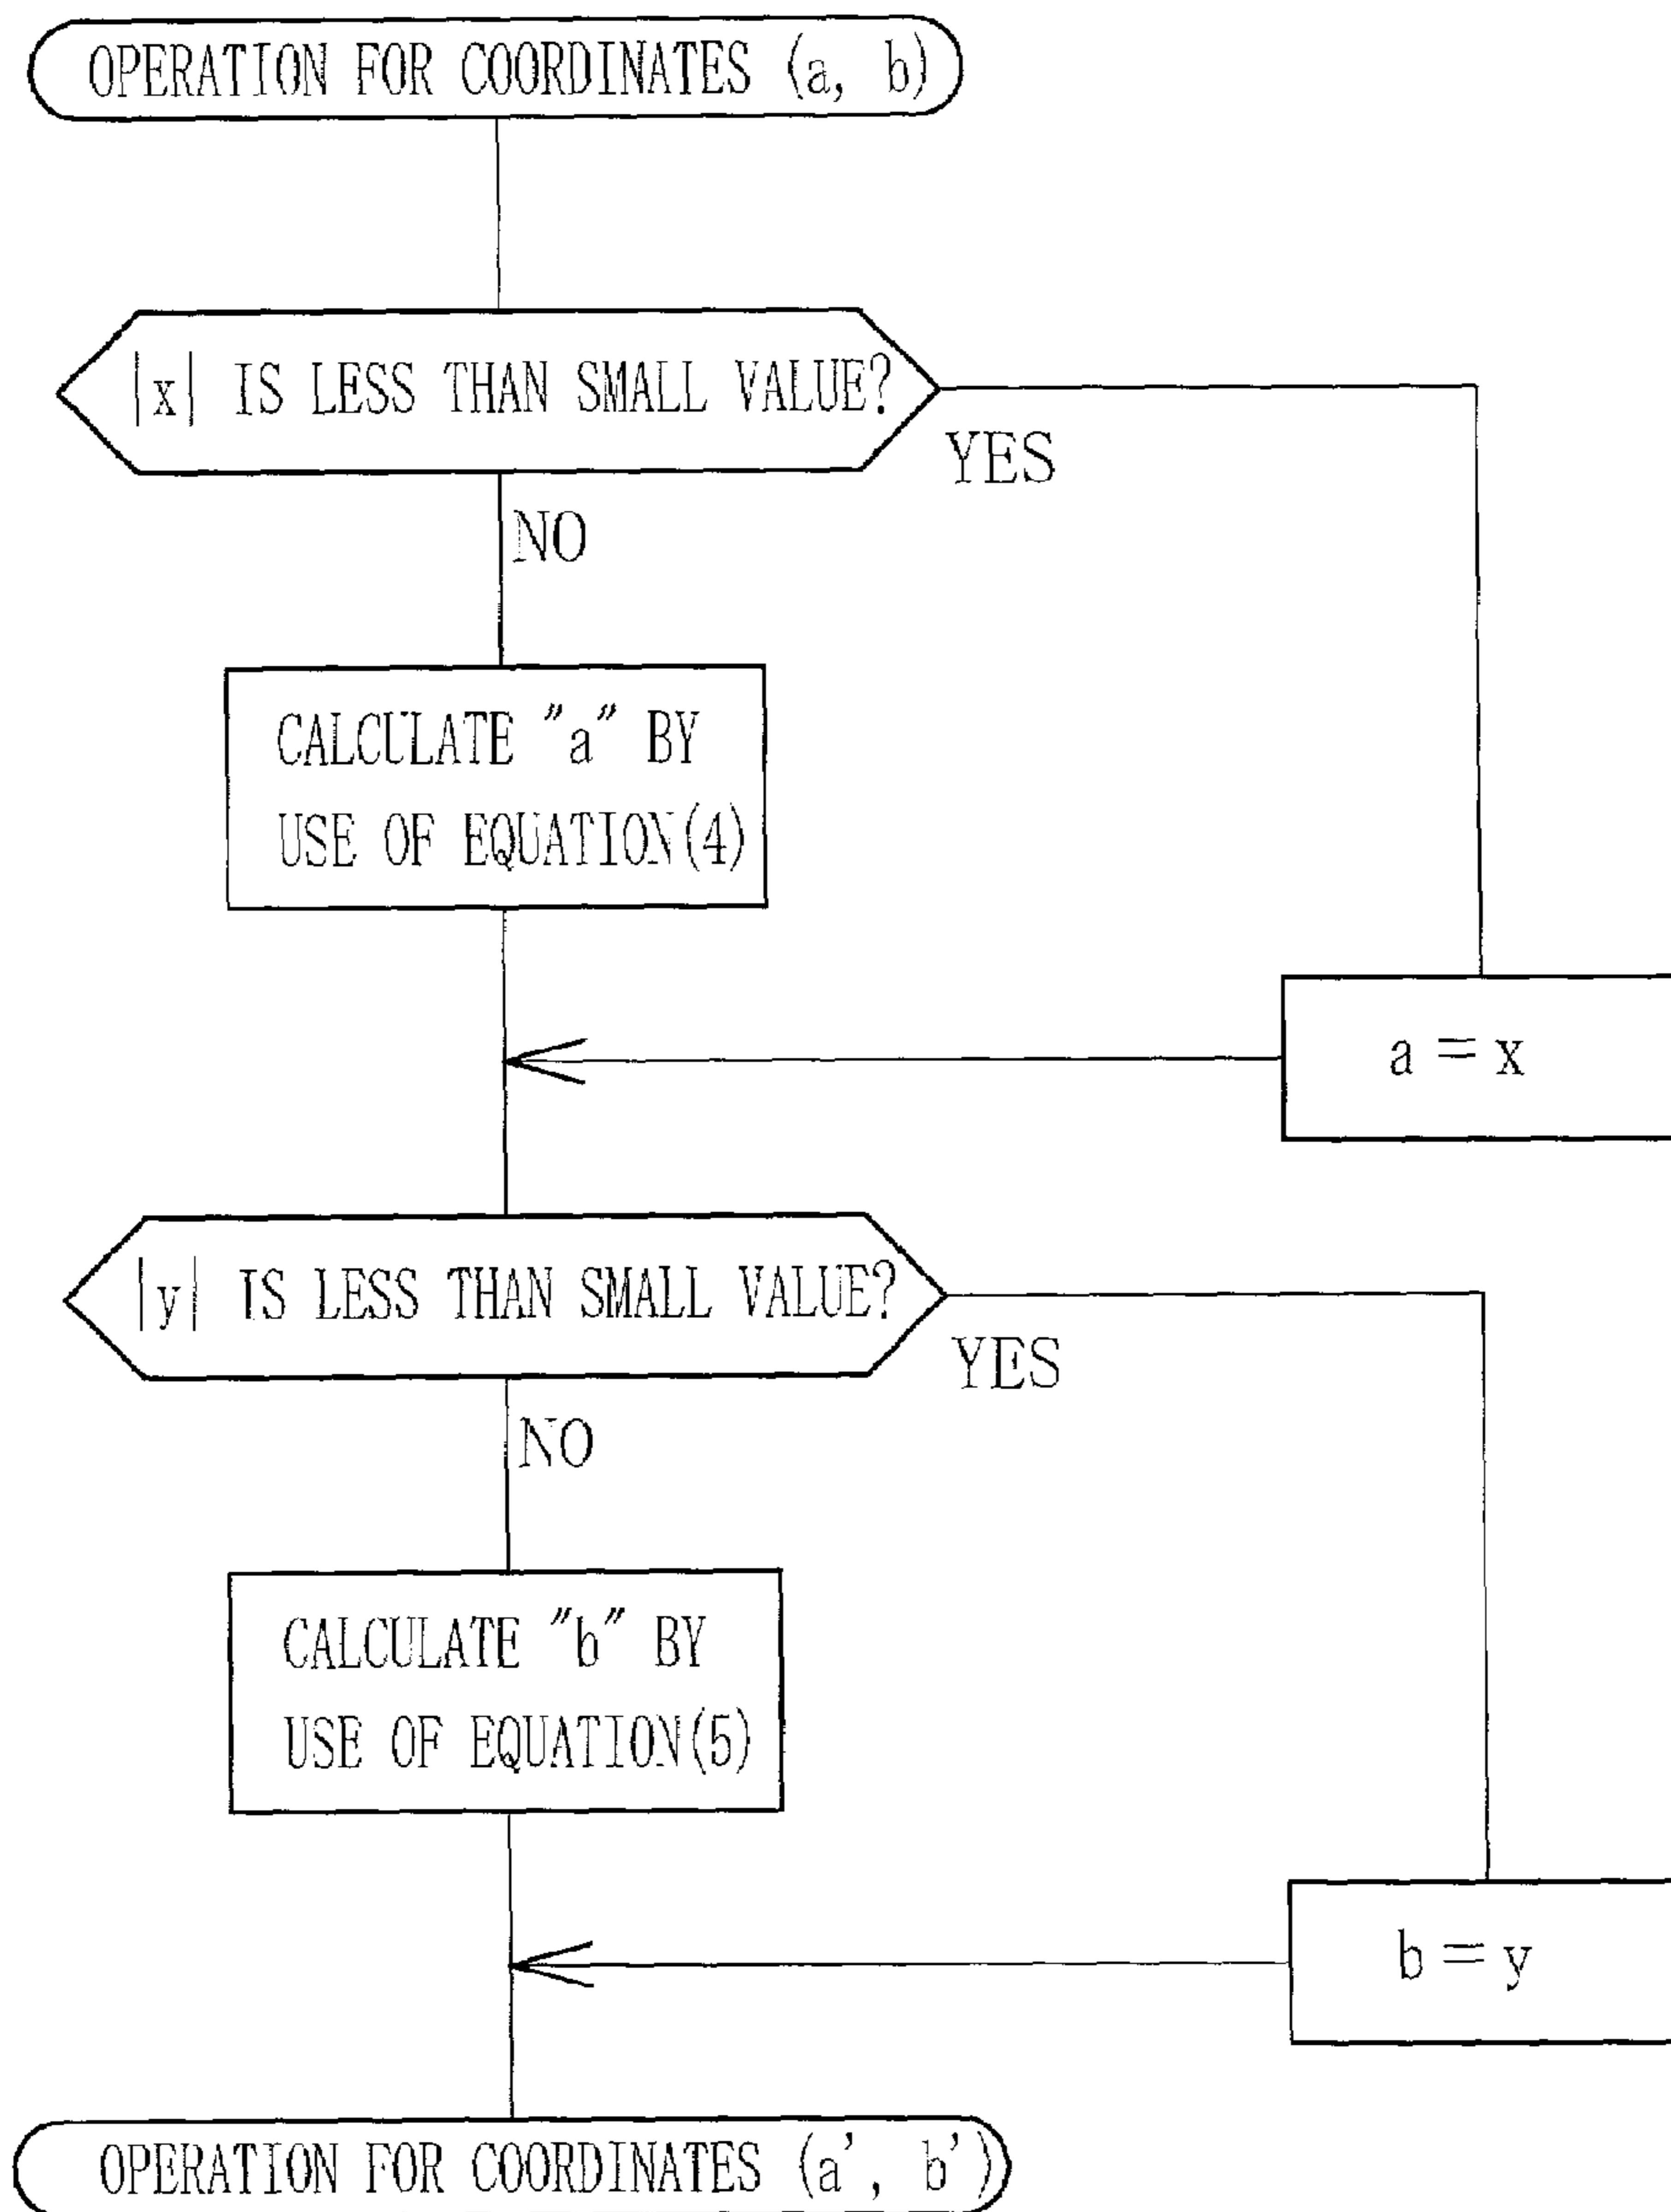 OPERATION FOR COORDINATES (a, b)
|x| IS LESS THAN SMALL VALUE?
YES
NO
CALCULATE "a" BY
USE OF EQUATION(4)
a = x
|y| IS LESS THAN SMALL VALUE?
YES
NO
CALCULATE "b" BY
USE OF EQUATION(5)
b = y
OPERATION FOR COORDINATES (a', b')